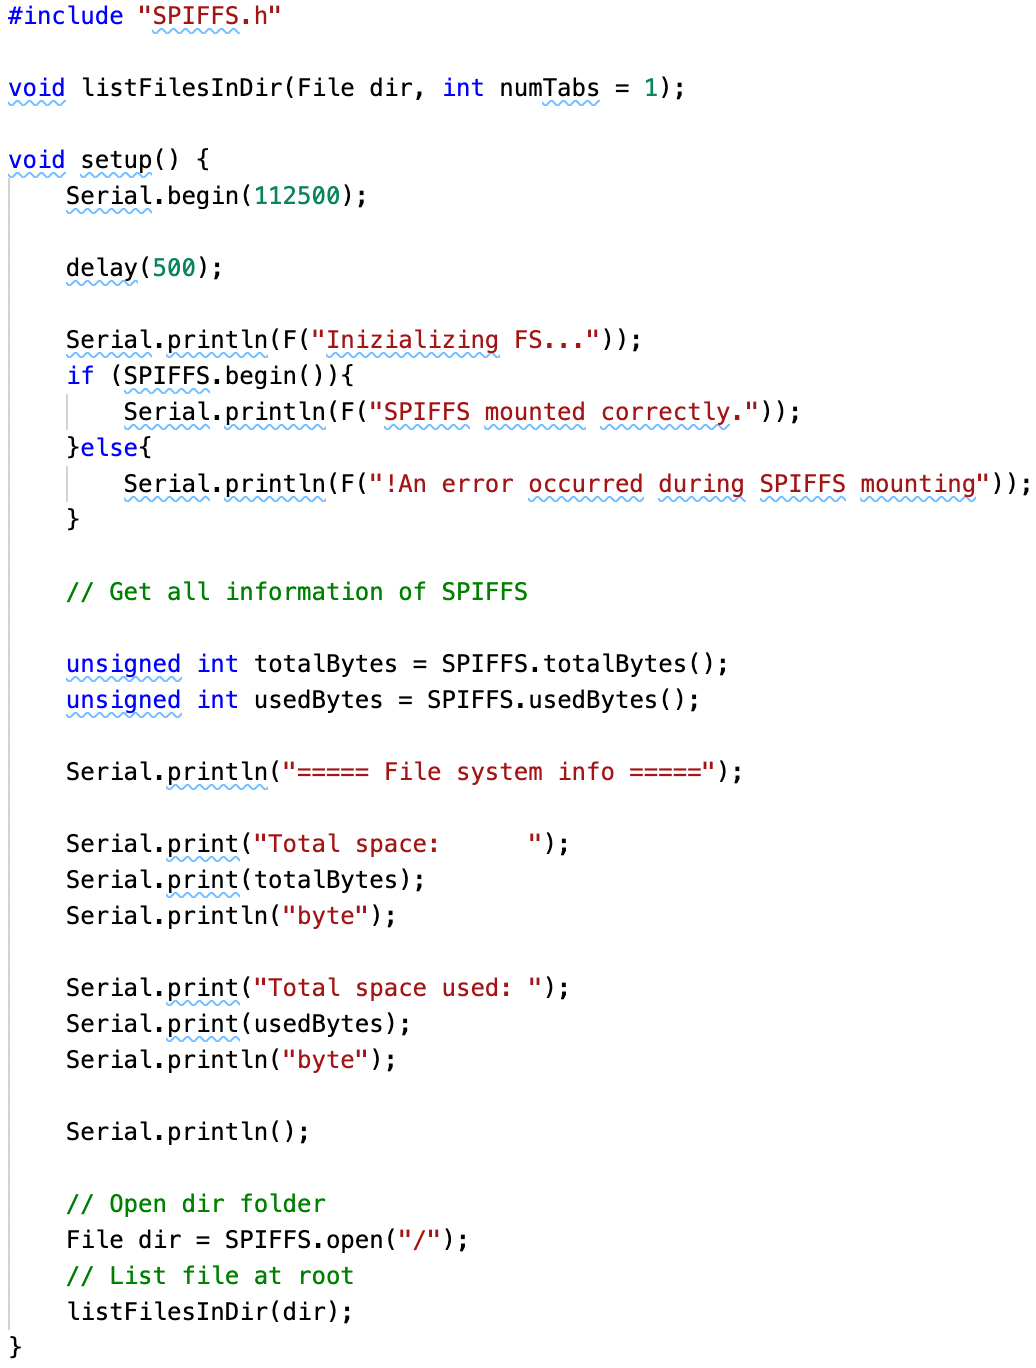 #include "SPIFFS.h"

void listFilesInDir(File dir, int numTabs = 1);

void setup() {
    Serial.begin(112500);

    delay(500);

    Serial.println(F("Inizializing FS..."));
    if (SPIFFS.begin()){
        Serial.println(F("SPIFFS mounted correctly."));
    }else{
        Serial.println(F("!An error occurred during SPIFFS mounting"));
    }

    // Get all information of SPIFFS

    unsigned int totalBytes = SPIFFS.totalBytes();
    unsigned int usedBytes = SPIFFS.usedBytes();

    Serial.println("===== File system info =====");

    Serial.print("Total space:      ");
    Serial.print(totalBytes);
    Serial.println("byte");

    Serial.print("Total space used: ");
    Serial.print(usedBytes);
    Serial.println("byte");

    Serial.println();

    // Open dir folder
    File dir = SPIFFS.open("/");
    // List file at root
    listFilesInDir(dir);
}